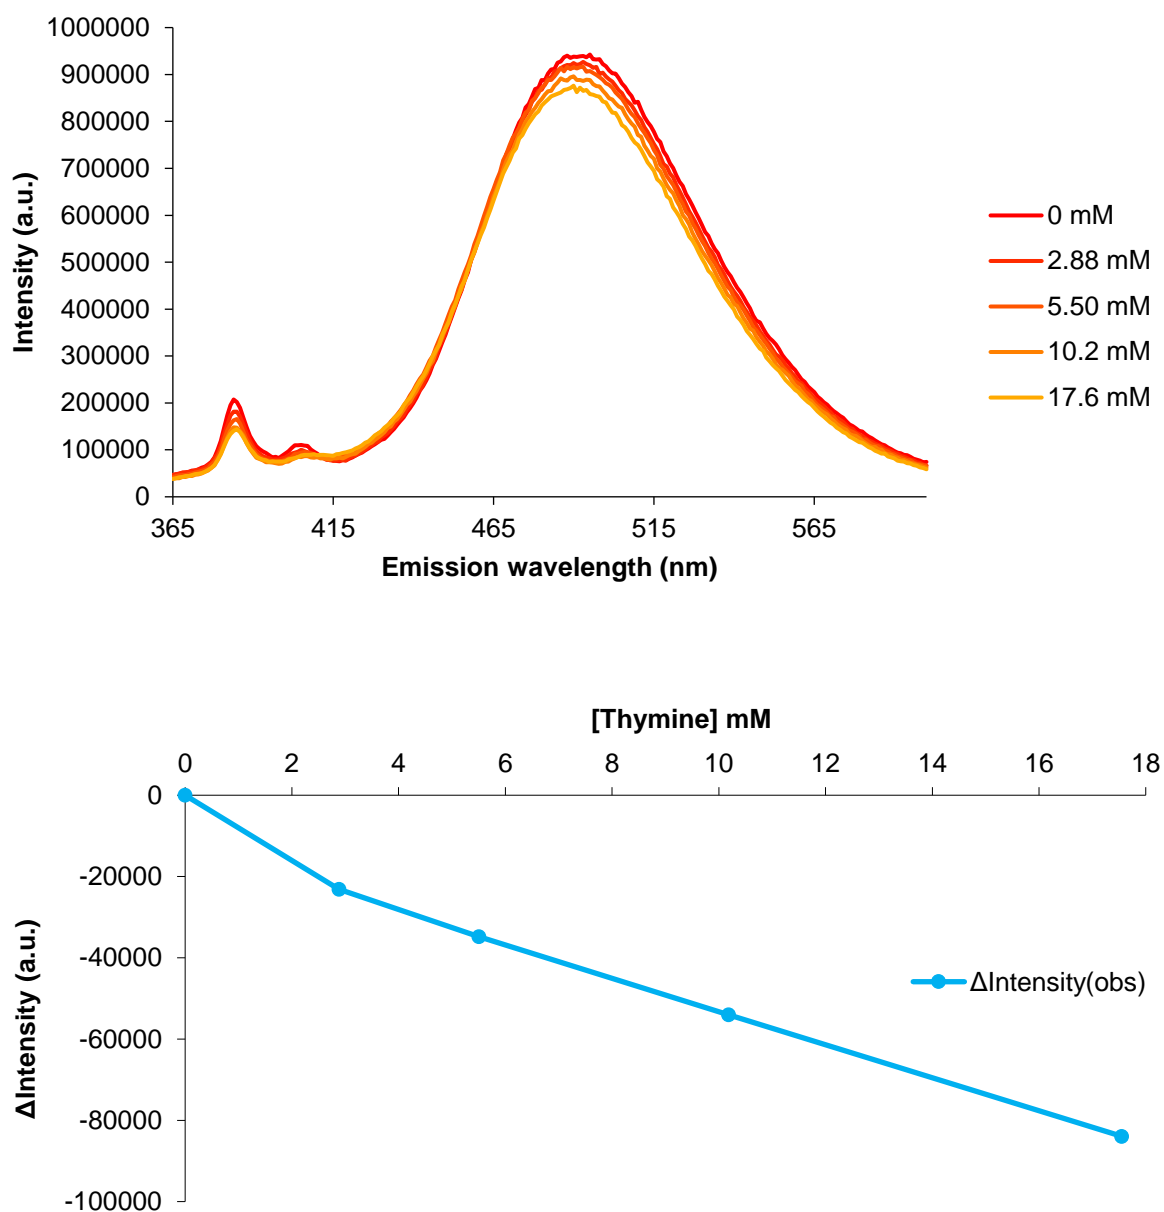 1000000
900000
800000
700000
600000
500000
400000
300000
200000
100000
0
Intensity (a.u.)
365 415 465 515 565
Emission wavelength (nm)
0 mM
2.88 mM
5.50 mM
10.2 mM
17.6 mM
[Thymine] mM
0 2 4 6 8 10 12 14 16 18
0
-20000
-40000
-60000
-80000
-100000
ΔIntensity (a.u.)
ΔIntensity(obs)